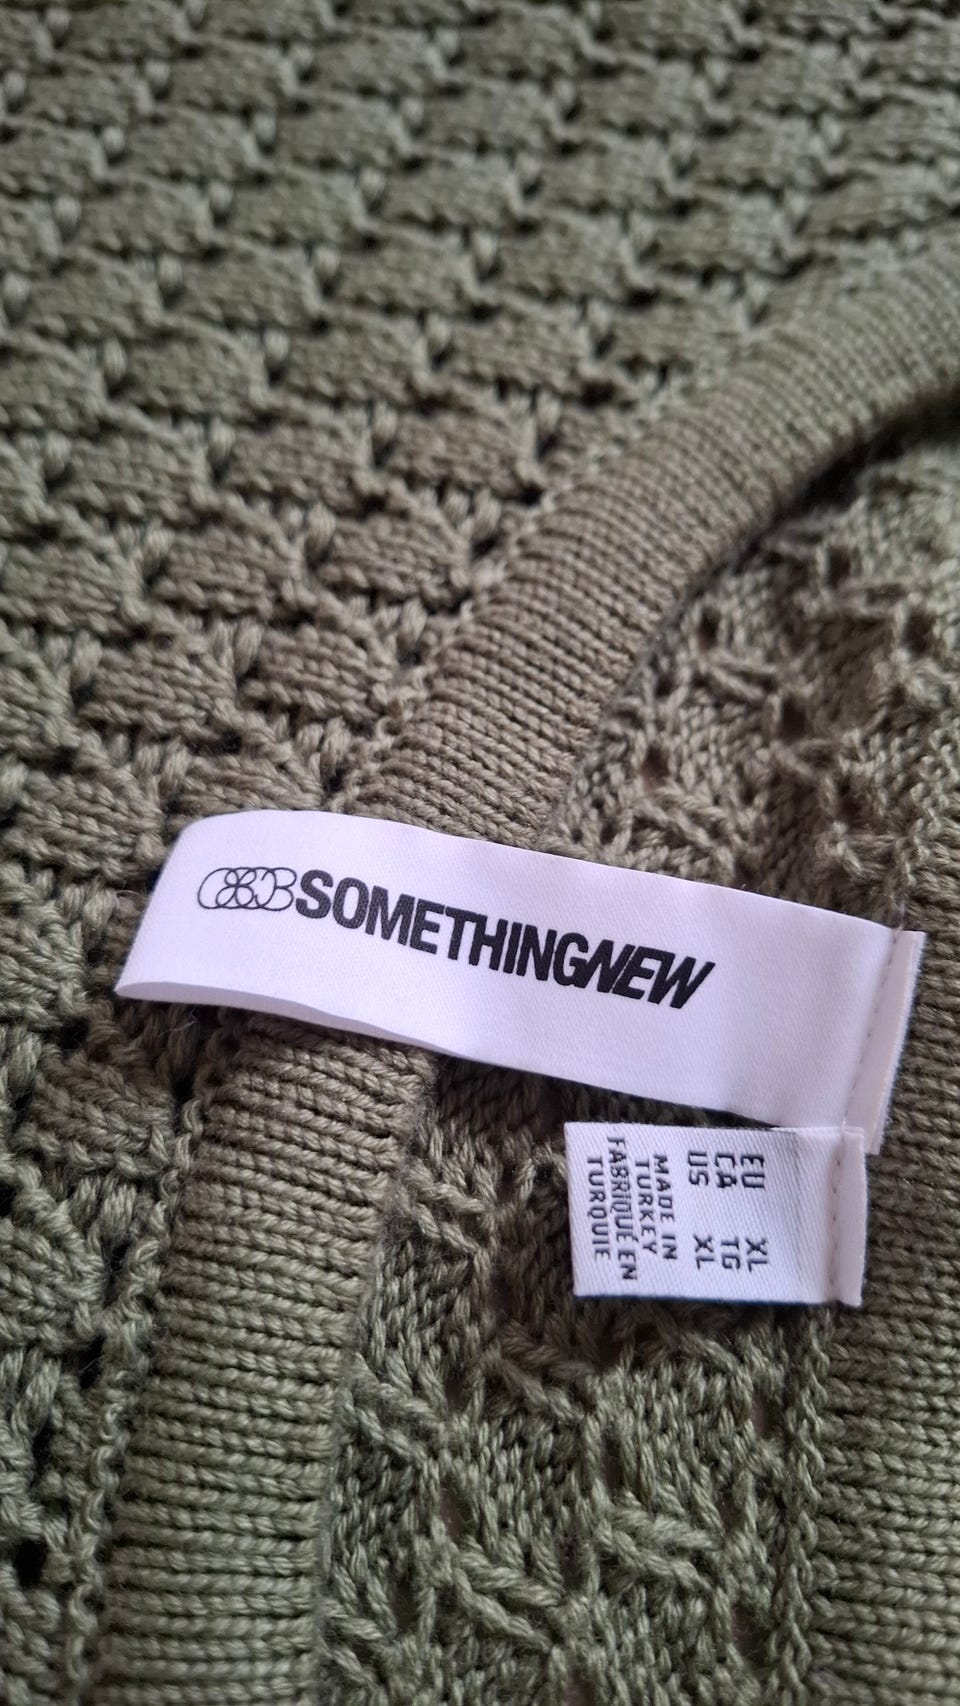 SOMETHINGNEW
EU XL
CA TG
US XL
MADE IN
TURKEY
FABRIQUÉ EN
TURQUIE